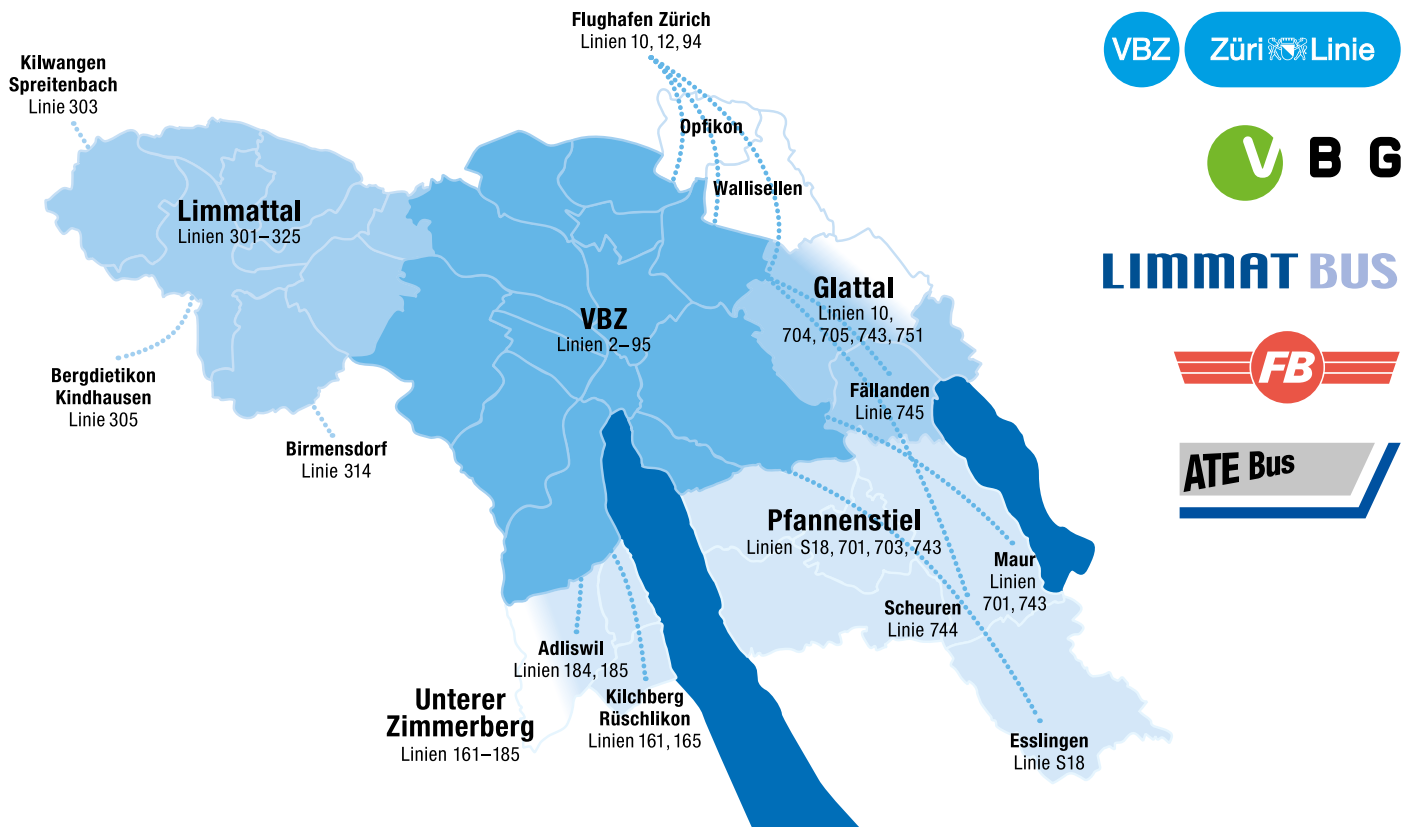 Flughafen Zürich
Linien 10, 12, 94
Kilwangen
Spreitenbach
Linie 303
Opfikon
Wallisellen
Limmattal
Linien 301–325
VBZ
Linien 2–95
Glattal
Linien 10,
704, 705, 743, 751
Bergdietikon
Kindhausen
Linie 305
Fällanden
Linie 745
Birmensdorf
Linie 314
Pfannenstiel
Linien S18, 701, 703, 743
Maur
Linien
701, 743
Scheuren
Linie 744
Adliswil
Linien 184, 185
Unterer
Zimmerberg
Linien 161–185
Kilchberg
Rüschlikon
Linien 161, 165
Esslingen
Linie S18
VBZ Züri Linie
V B G
LIMMAT BUS
FB
ATE Bus